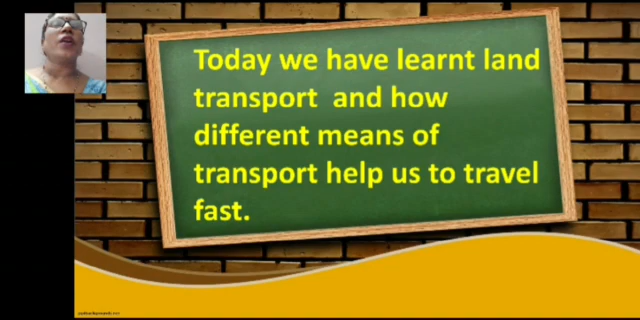 Today we have learnt land
transport and how
different means of
transport help us to travel
fast.